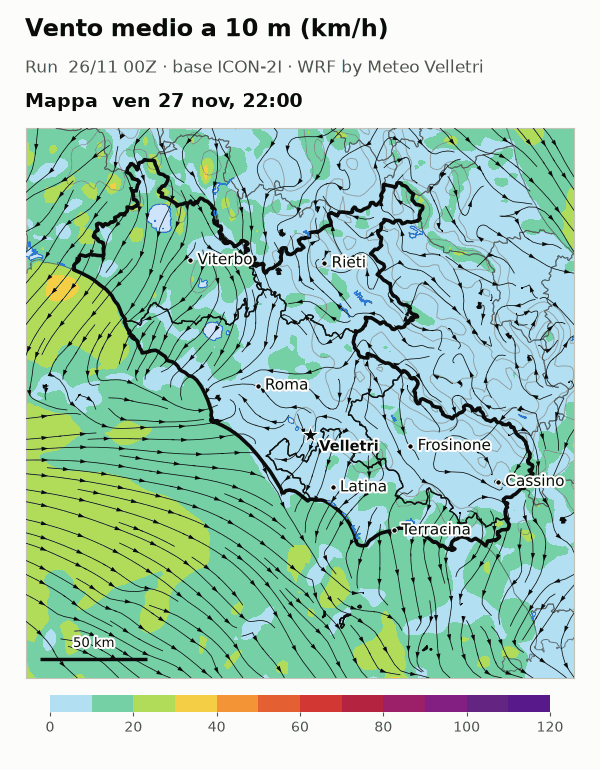 Vento medio a 10 m (km/h)
Run  26/11 00Z · base ICON-2I · WRF by Meteo Velletri
Mappa  ven 27 nov, 22:00
Viterbo
Rieti
Roma
Velletri
Frosinone
Cassino
Latina
Terracina
50 km
0 20 40 60 80 100 120